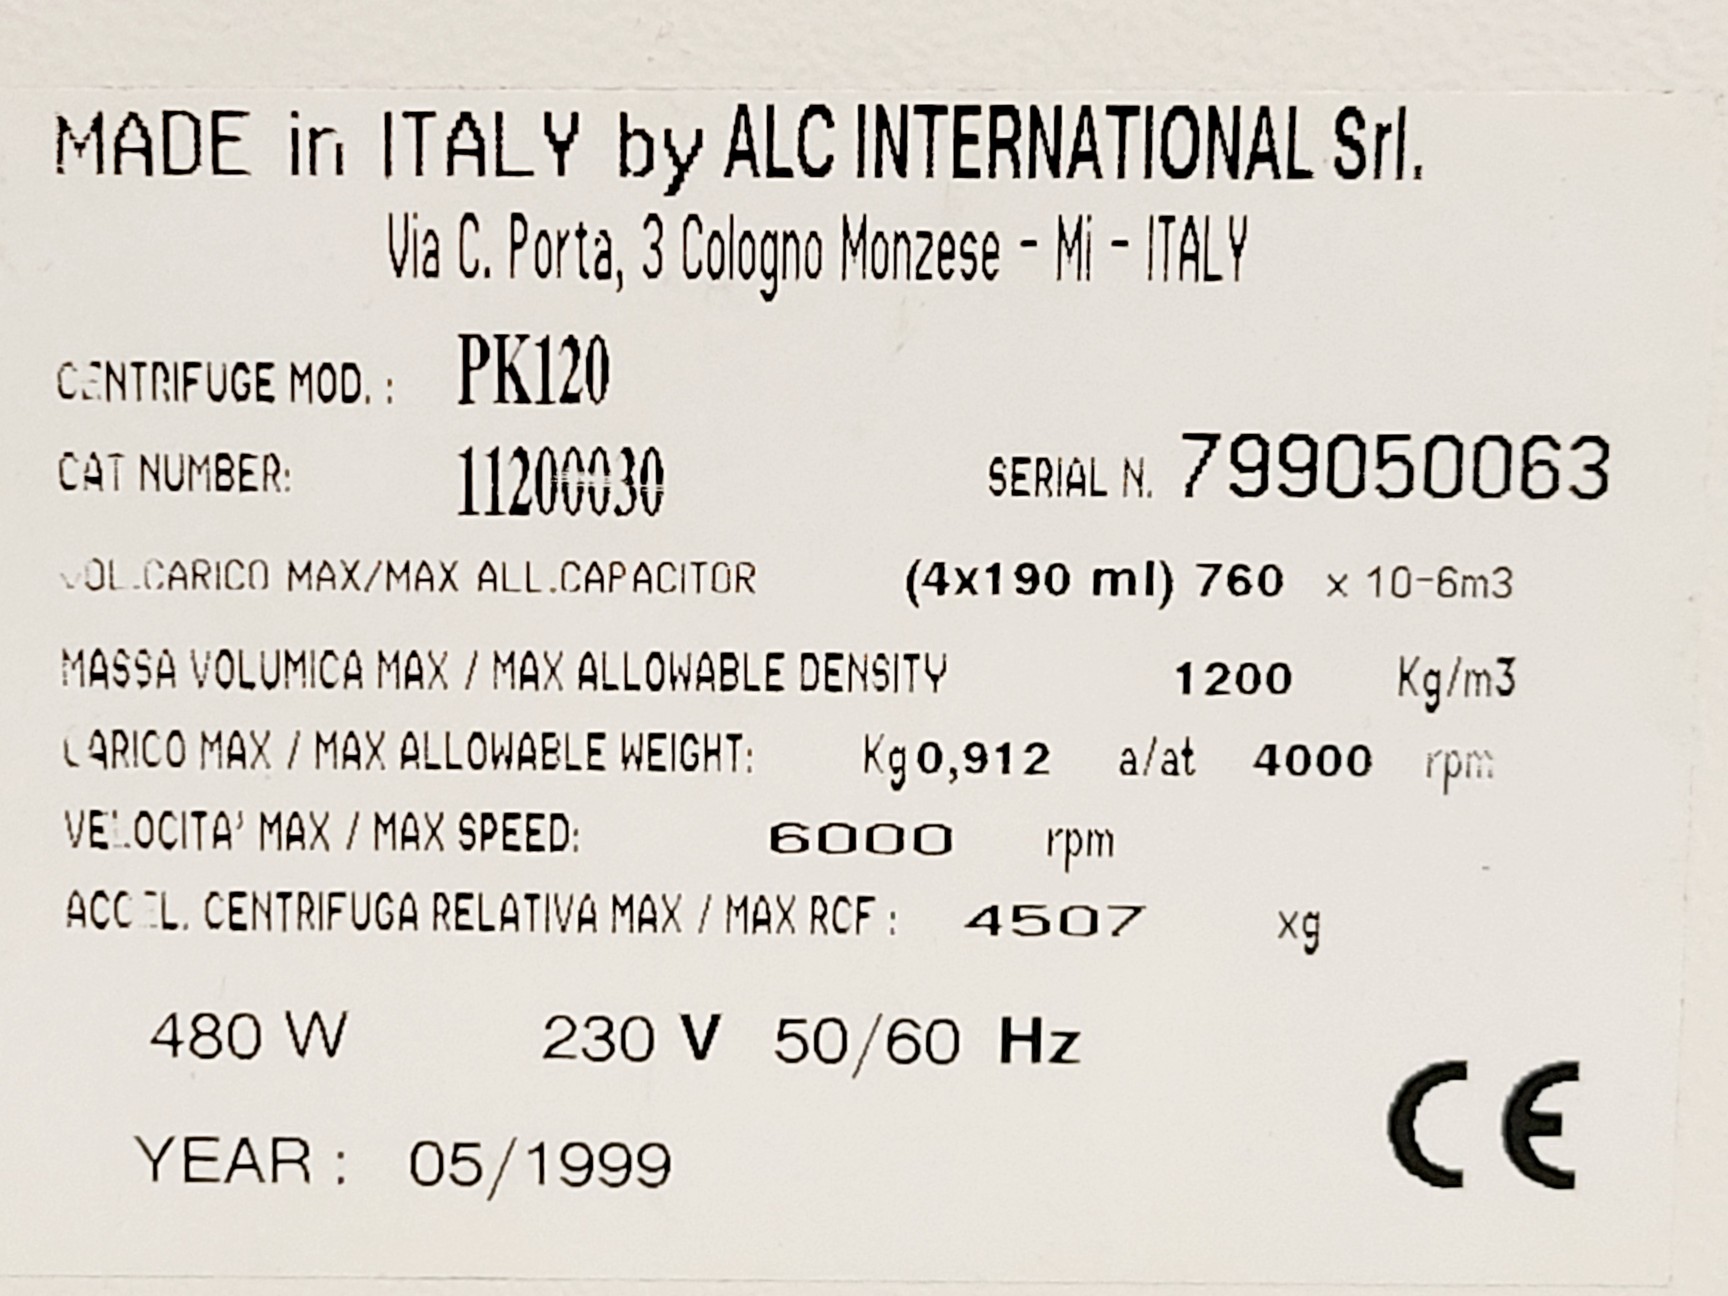 MADE in ITALY by ALC INTERNATIONAL Srl.
Via C. Porta, 3 Cologno Monzese - Mi - ITALY
CENTRIFUGE MOD. : PK120
CAT NUMBER: 11200030 SERIAL N. 799050063
VOL.CARICO MAX/MAX ALL.CAPACITOR (4x190 ml) 760 x 10-6m3
MASSA VOLUMICA MAX / MAX ALLOWABLE DENSITY 1200 Kg/m3
CARICO MAX / MAX ALLOWABLE WEIGHT: Kg 0,912 a/at 4000 rpm
VELOCITA' MAX / MAX SPEED: 6000 rpm
ACCEL. CENTRIFUGA RELATIVA MAX / MAX RCF : 4507 xg
480 W 230 V 50/60 Hz
YEAR : 05/1999
CE